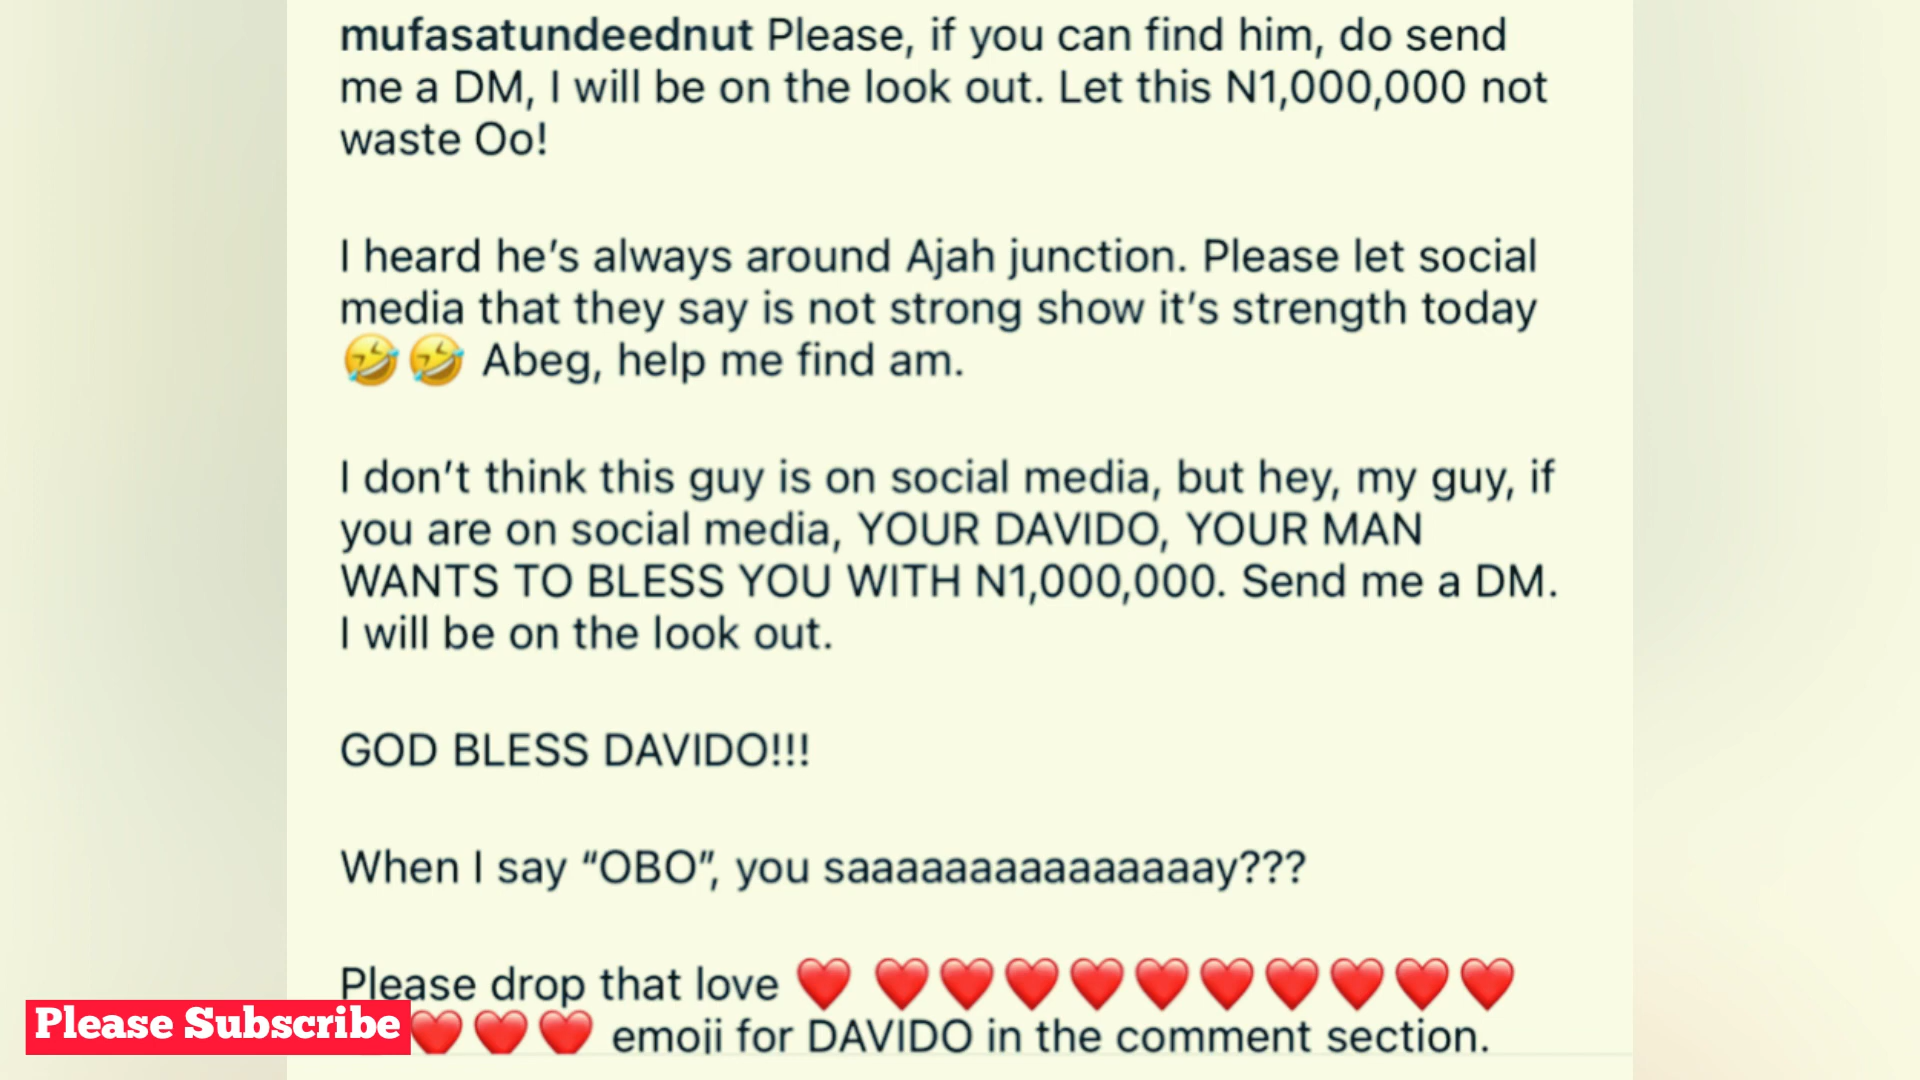 mufasatundeednut Please, if you can find him, do send
me a DM, I will be on the look out. Let this N1,000,000 not
waste Oo!
I heard he's always around Ajah junction. Please let social
media that they say is not strong show it's strength today
🤣🤣 Abeg, help me find am.
I don't think this guy is on social media, but hey, my guy, if
you are on social media, YOUR DAVIDO, YOUR MAN
WANTS TO BLESS YOU WITH N1,000,000. Send me a DM.
I will be on the look out.
GOD BLESS DAVIDO!!!
When I say “OBO”, you saaaaaaaaaaaaaaaay???
Please drop that love ❤️ ❤️❤️❤️❤️❤️❤️❤️❤️❤️❤️
❤️❤️❤️ emoji for DAVIDO in the comment section.
Please Subscribe